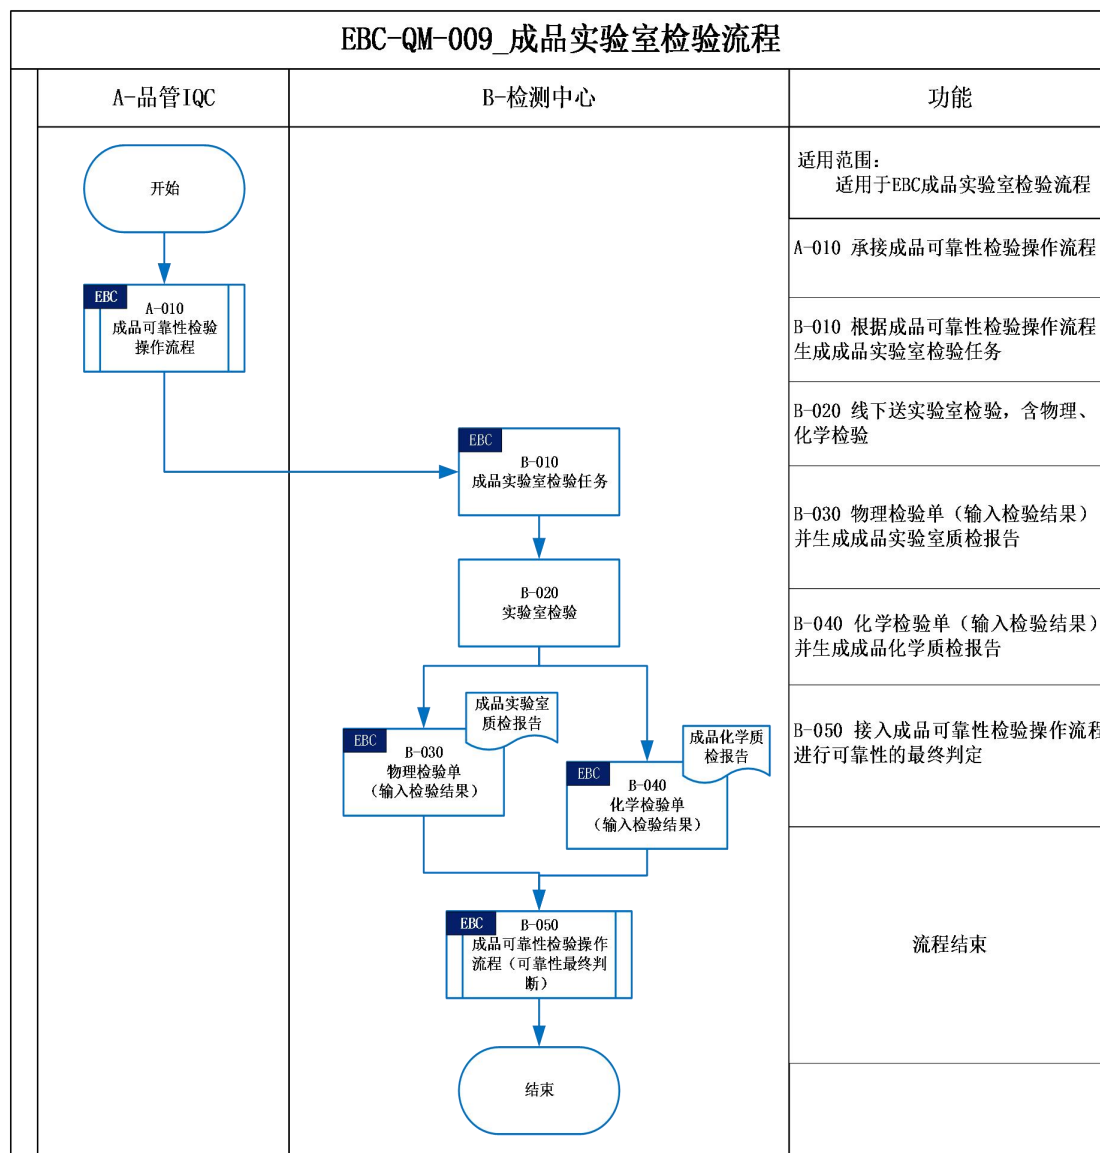 EBC-QM-009_成品实验室检验流程
A-品管IQC
B-检测中心
功能
开始
EBC
A-010
成品可靠性检验
操作流程
EBC
B-010
成品实验室检验任务
B-020
实验室检验
成品实验室
质检报告
EBC
B-030
物理检验单
（输入检验结果）
成品化学质
检报告
EBC
B-040
化学检验单
（输入检验结果）
EBC
B-050
成品可靠性检验操作
流程（可靠性最终判
断）
结束
适用范围：
适用于EBC成品实验室检验流程
A-010 承接成品可靠性检验操作流程
B-010 根据成品可靠性检验操作流程
生成成品实验室检验任务
B-020 线下送实验室检验，含物理、
化学检验
B-030 物理检验单（输入检验结果）
并生成成品实验室质检报告
B-040 化学检验单（输入检验结果）
并生成成品化学质检报告
B-050 接入成品可靠性检验操作流程
进行可靠性的最终判定
流程结束